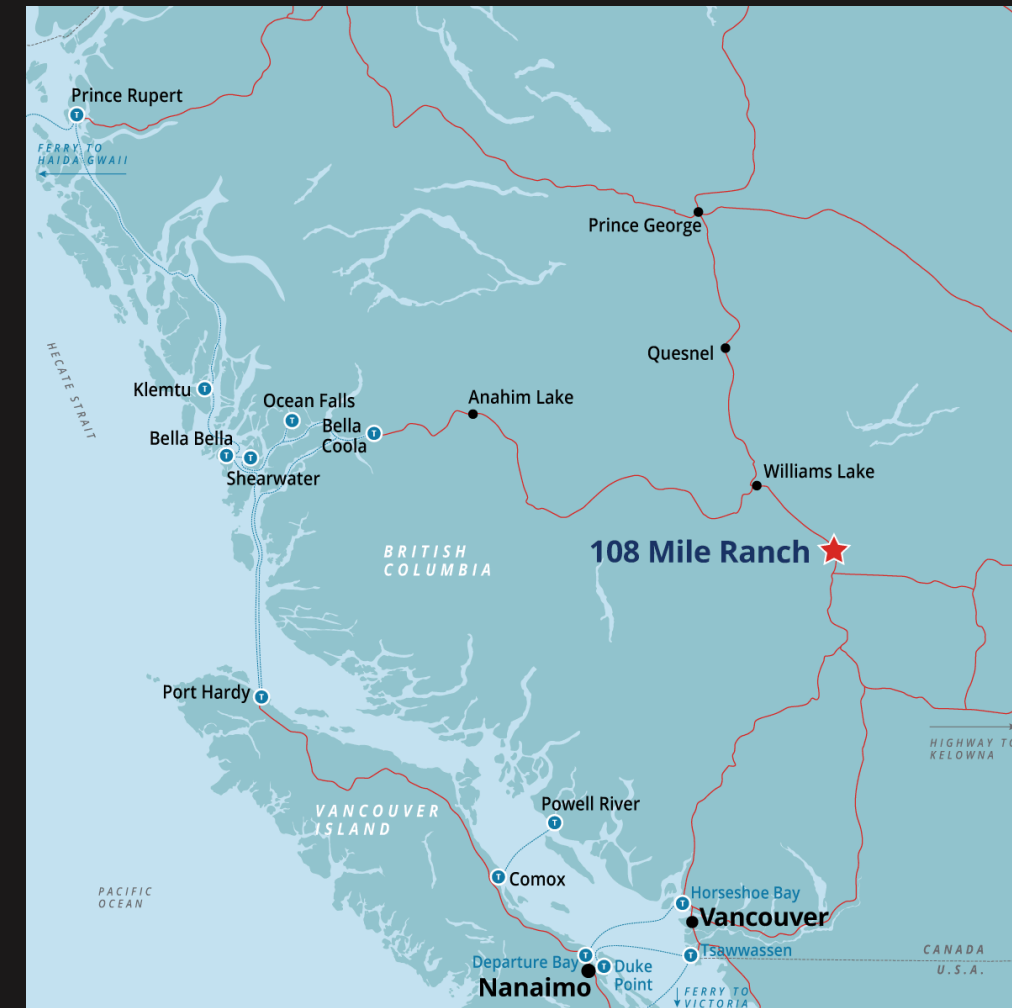 Prince Rupert
FERRY TO
HAIDA GWAII
Prince George
HECATE STRAIT
Quesnel
Klemtu
Ocean Falls
Anahim Lake
Bella
Coola
Bella Bella
Shearwater
Williams Lake
108 Mile Ranch
BRITISH
COLUMBIA
Port Hardy
HIGHWAY TO
KELOWNA
VANCOUVER
ISLAND
Powell River
Comox
PACIFIC
OCEAN
Horseshoe Bay
Vancouver
Tsawwassen
CANADA
U.S.A.
Departure Bay
Duke
Point
Nanaimo
FERRY TO
VICTORIA
T
T
T
T
T
T
T
T
T
T
T
T
T